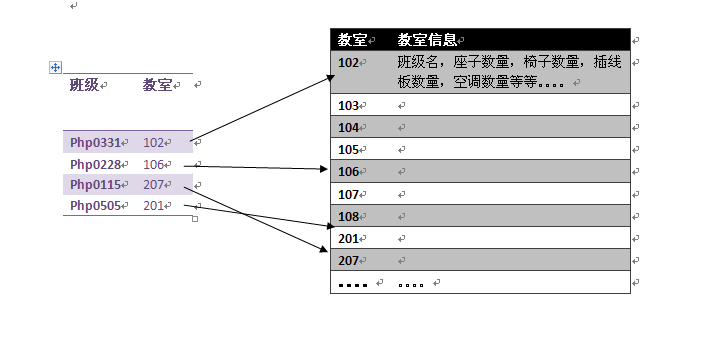 班级 教室
Php0331 102
Php0228 106
Php0115 207
Php0505 201
教室 教室信息
102 班级名，座子数量，椅子数量，插线
板数量，空调数量等等。。。。
103
104
105
106
107
108
201
207
。。。。 。。。。